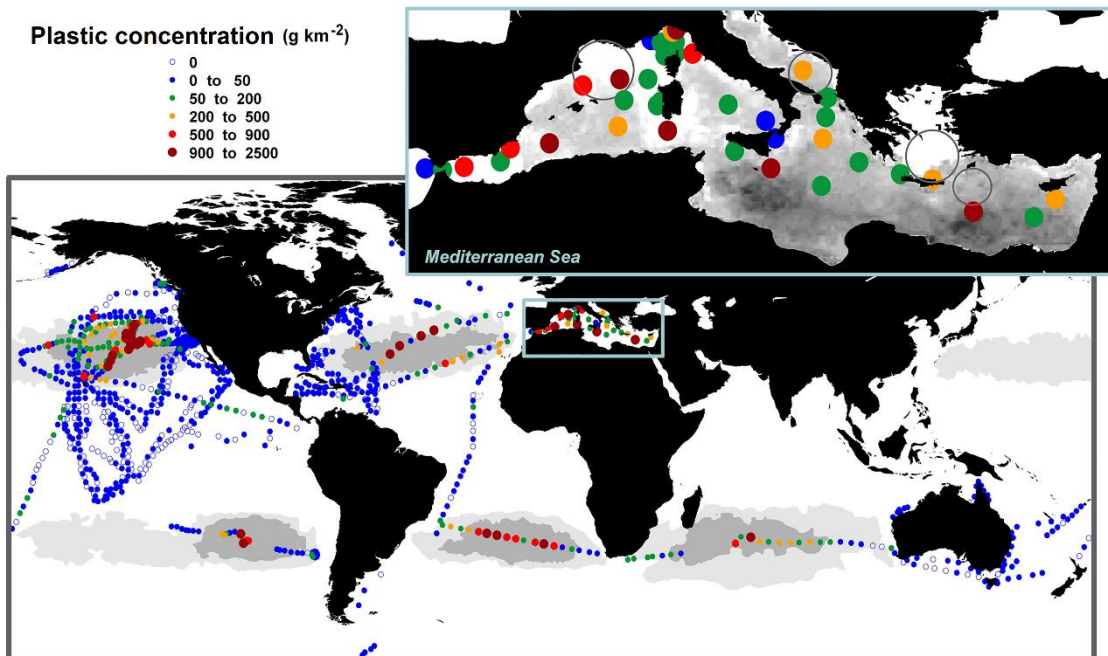 Plastic concentration (g km-2)
0
0 to 50
50 to 200
200 to 500
500 to 900
900 to 2500
Mediterranean Sea